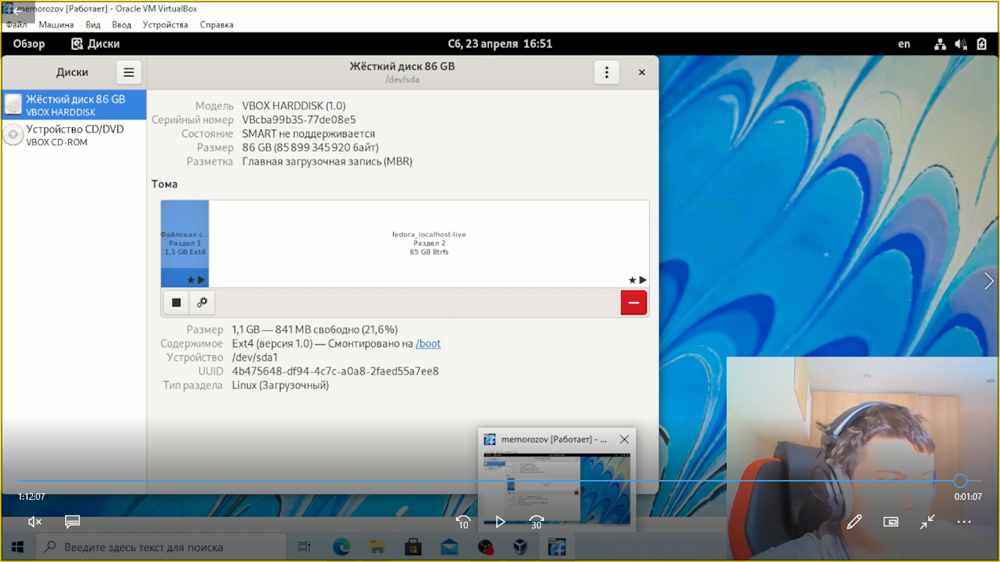 memorozov [Работает] - Oracle VM VirtualBox
Файл Машина Вид Ввод Устройства Справка
Обзор Диски Сб, 23 апреля 16:51 en
Диски
Жёсткий диск 86 GB
/dev/sda
Жёсткий диск 86 GB
VBOX HARDDISK
Устройство CD/DVD
VBOX CD-ROM
Модель VBOX HARDDISK (1.0)
Серийный номер VBcba99b35-77de08e5
Состояние SMART не поддерживается
Размер 86 GB (85 899 345 920 байт)
Разметка Главная загрузочная запись (MBR)
Тома
Файловая с...
Раздел 1
1,1 GB Ext4
fedora_localhost-live
Раздел 2
85 GB Btrfs
Размер 1,1 GB — 841 MB свободно (21,6%)
Содержимое Ext4 (версия 1.0) — Смонтировано на /boot
Устройство /dev/sda1
UUID 4b475648-df94-4c7c-a0a8-2faed55a7ee8
Тип раздела Linux (Загрузочный)
memorozov [Работает] - ...
1:12:07 0:01:07
10 30
Введите здесь текст для поиска